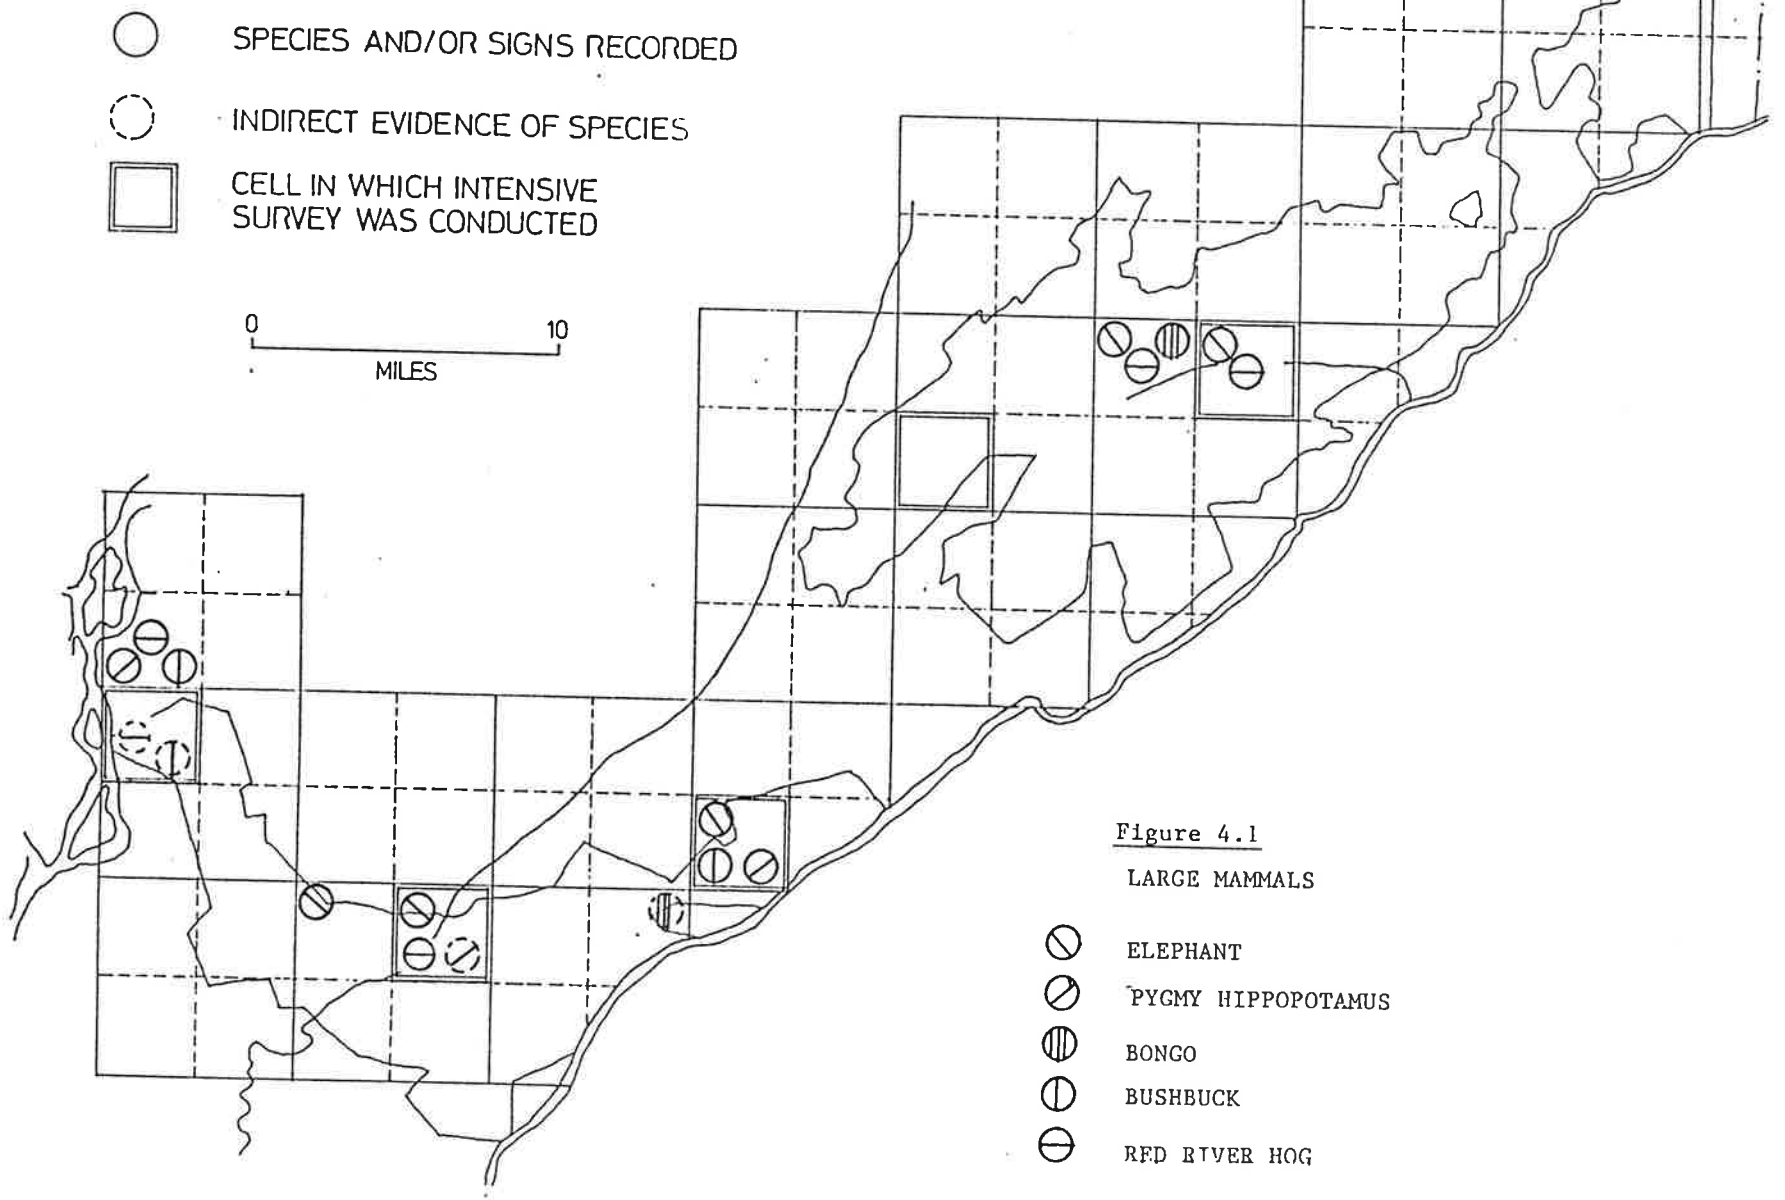 SPECIES AND/OR SIGNS RECORDED
INDIRECT EVIDENCE OF SPECIES
CELL IN WHICH INTENSIVE
SURVEY WAS CONDUCTED
0 10
MILES
Figure 4.1
LARGE MAMMALS
ELEPHANT
PYGMY HIPPOPOTAMUS
BONGO
BUSHBUCK
RED RIVER HOG